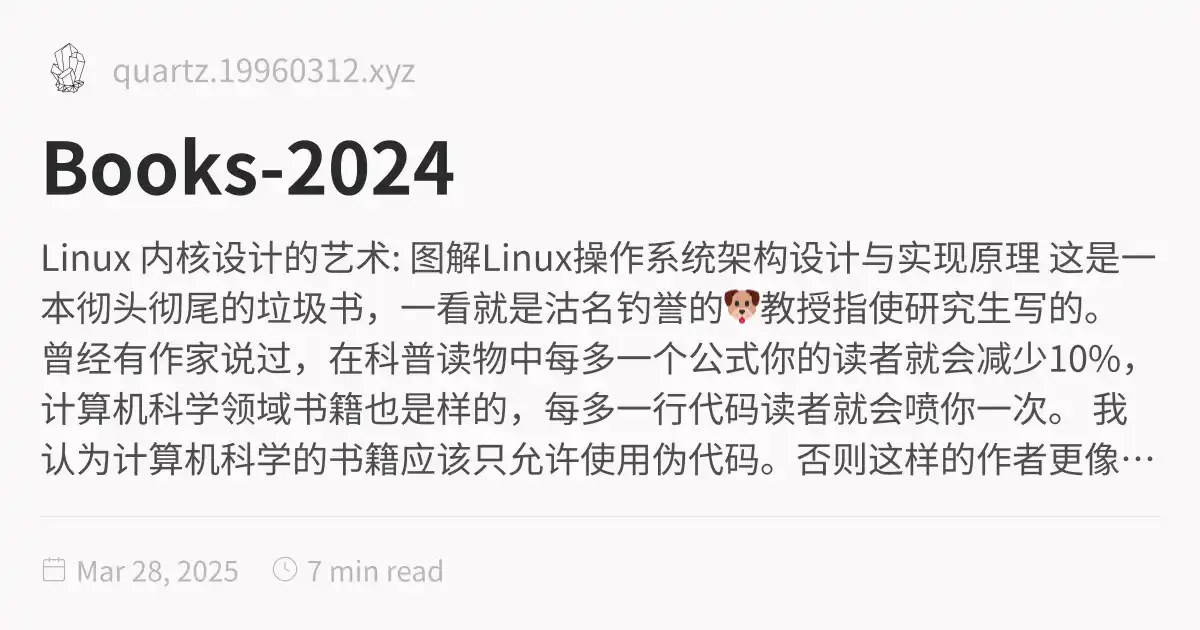 quartz.19960312.xyz
Books-2024
Linux 内核设计的艺术: 图解Linux操作系统架构设计与实现原理 这是一
本彻头彻尾的垃圾书，一看就是沽名钓誉的🐶教授指使研究生写的。
曾经有作家说过，在科普读物中每多一个公式你的读者就会减少10%，
计算机科学领域书籍也是样的，每多一行代码读者就会喷你一次。 我
认为计算机科学的书籍应该只允许使用伪代码。否则这样的作者更像…
Mar 28, 2025 7 min read